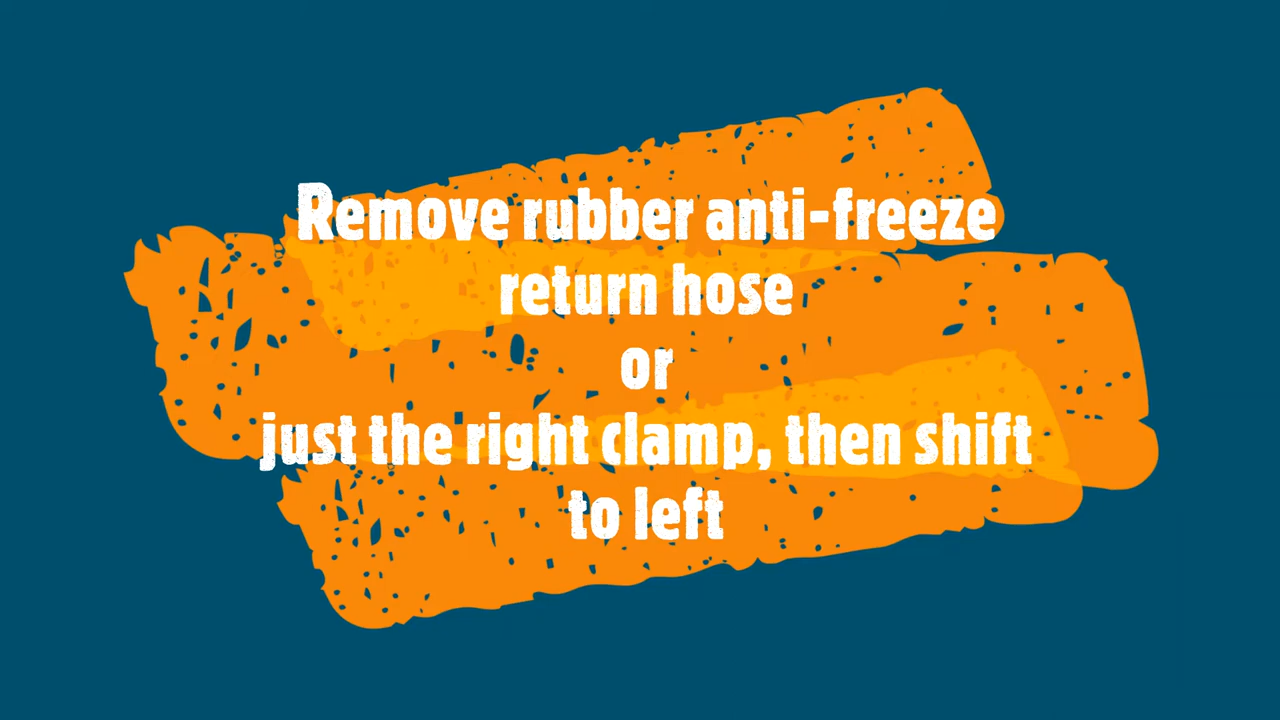 Remove rubber anti-freeze
return hose
or
just the right clamp, then shift
to left